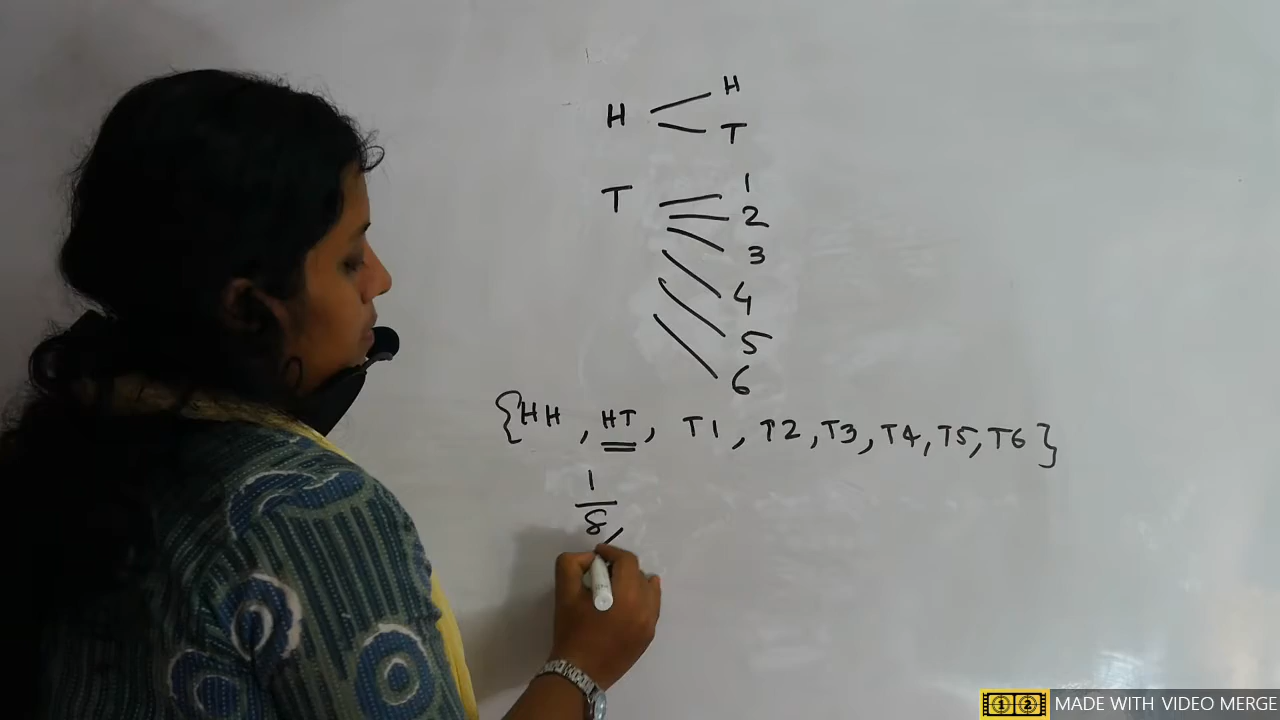 H
H
T
T
1
2
3
4
5
6
{HH, HT, T1, T2, T3, T4, T5, T6}
1
8
MADE WITH VIDEO MERGE